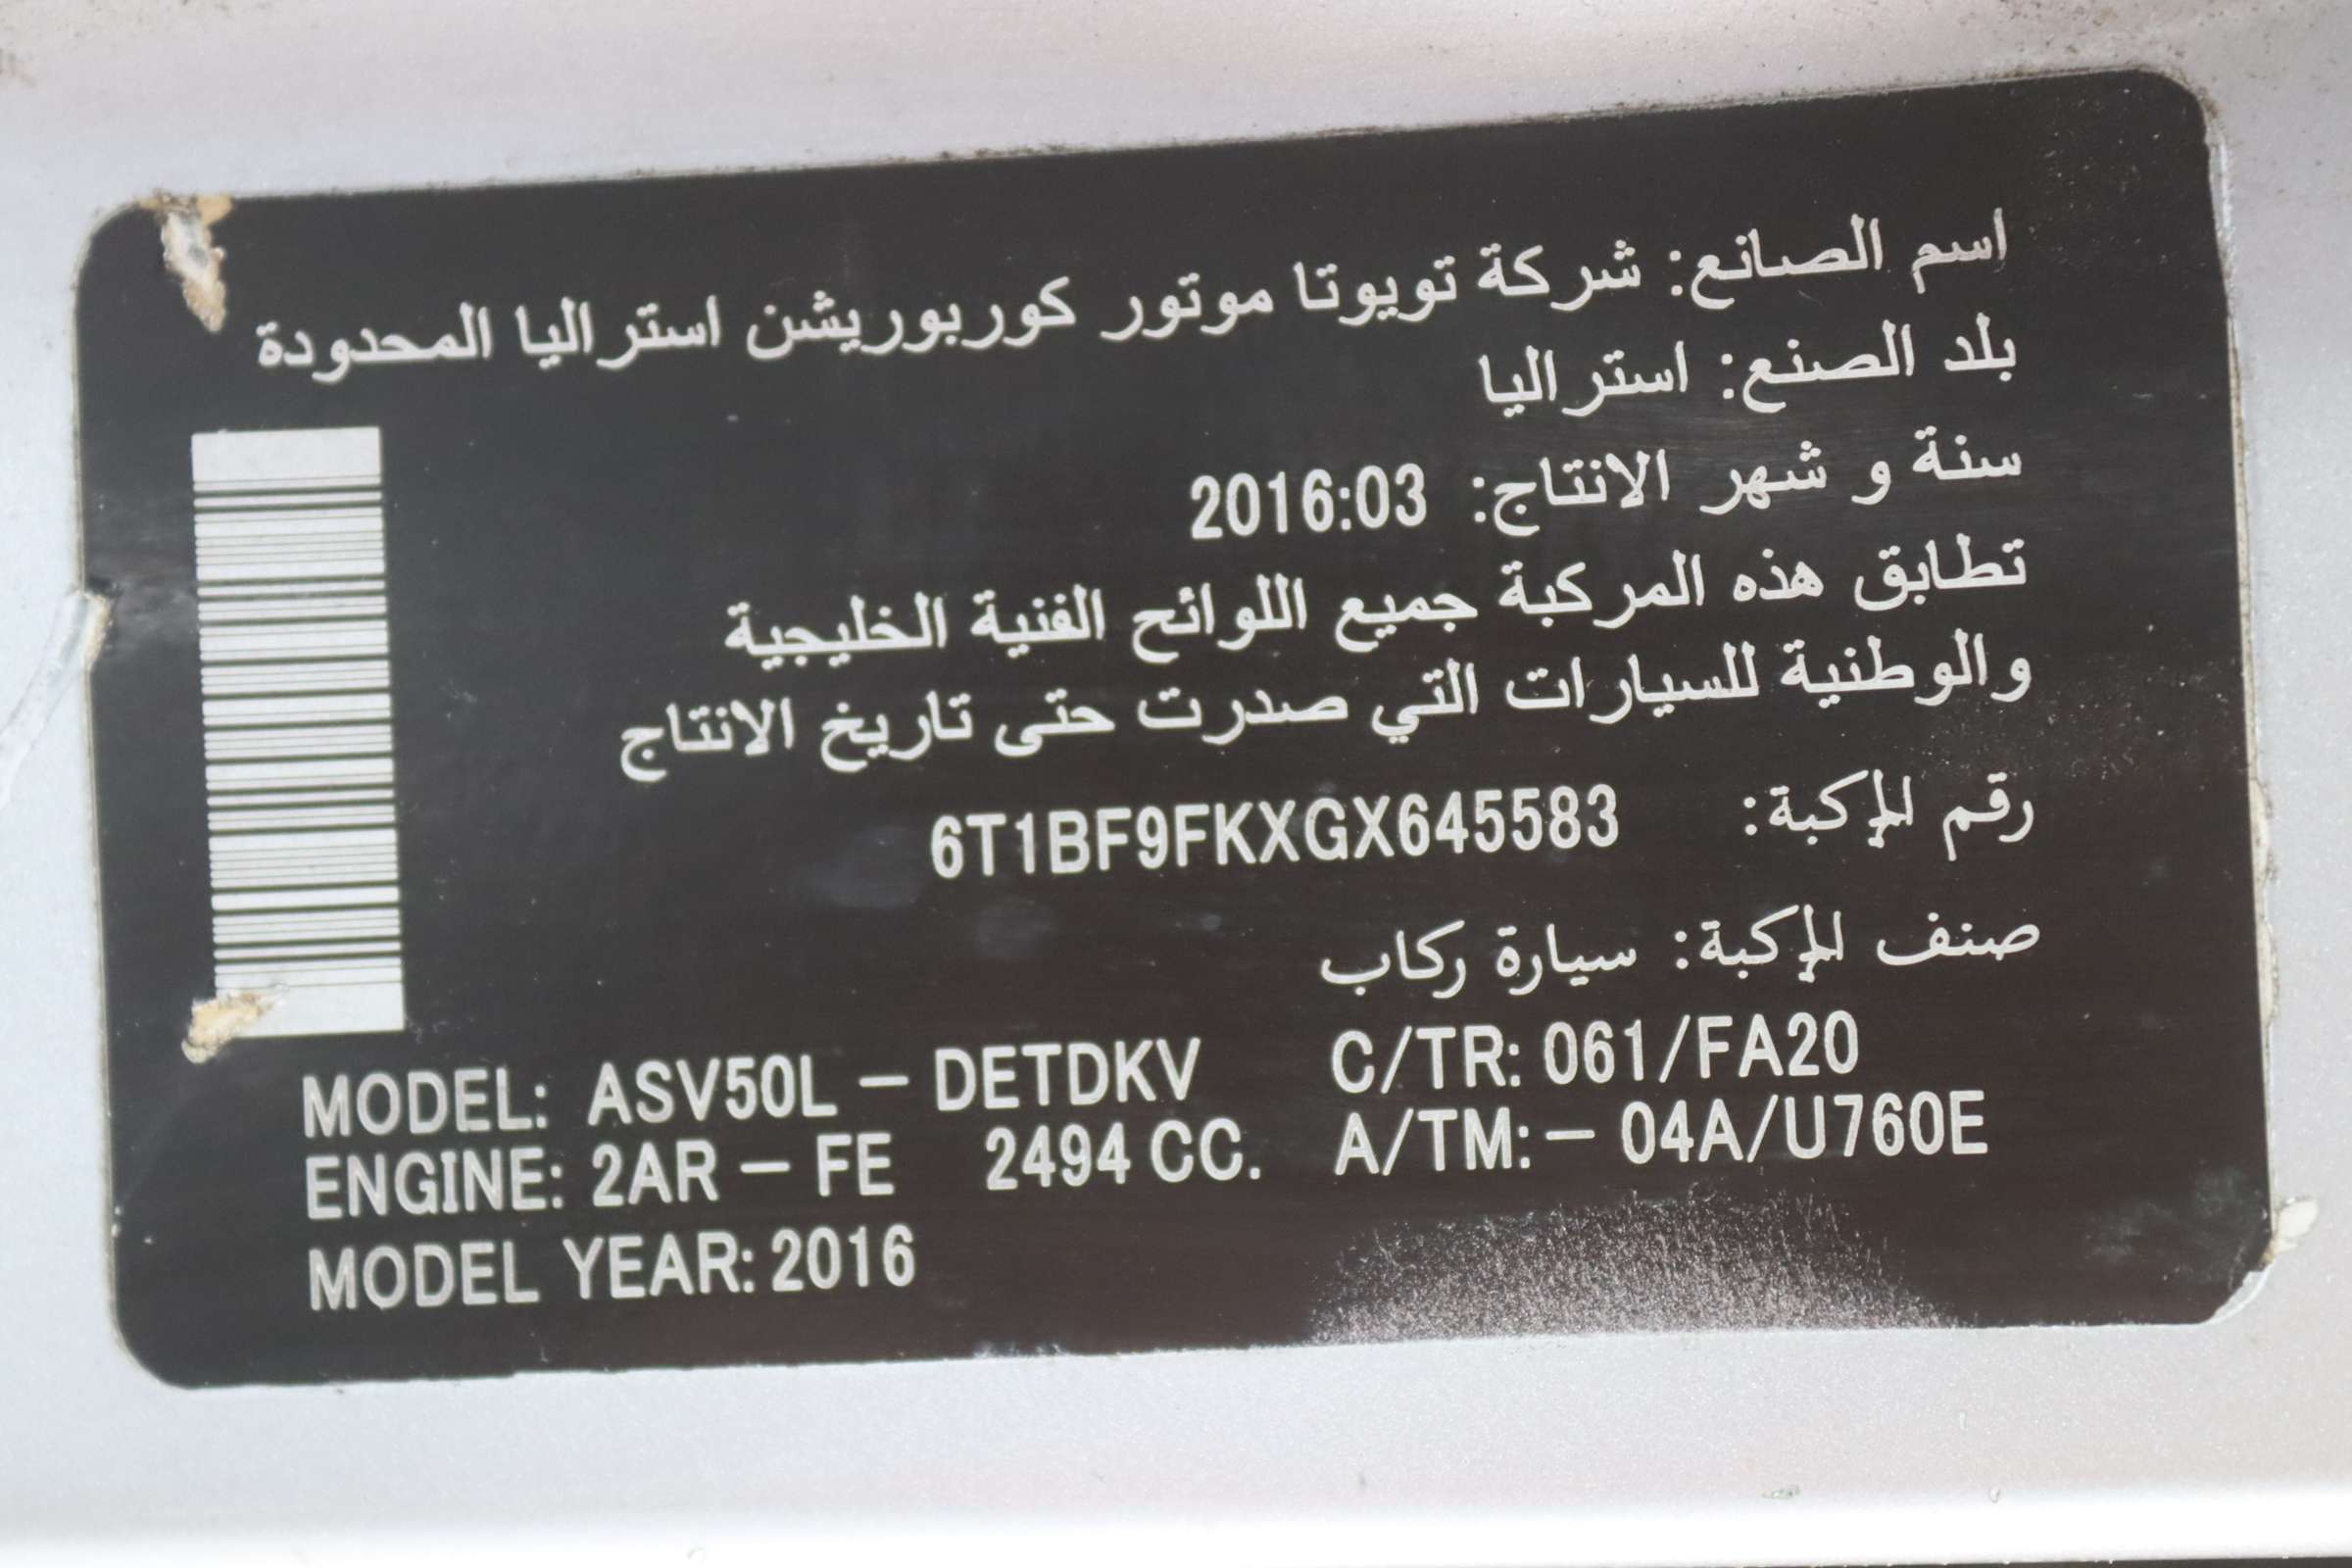 اسم الصانع: شركة تويوتا موتور كوربوريشن استراليا المحدودة
بلد الصنع: استراليا
سنة و شهر الانتاج: 2016:03
تطابق هذه المركبة جميع اللوائح الفنية الخليجية
والوطنية للسيارات التي صدرت حتى تاريخ الانتاج
رقم المركبة: 6T1BF9FKXGX645583
صنف المركبة: سيارة ركاب
MODEL: ASV50L – DETDKV C/TR: 061/FA20
ENGINE: 2AR – FE 2494 CC. A/TM: – 04A/U760E
MODEL YEAR: 2016